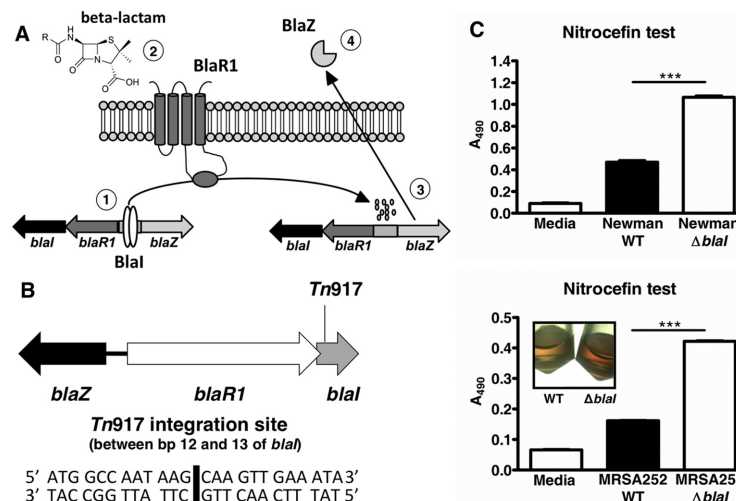 A
beta-lactam
R
H
N
O
S
N
O
O
OH
2
BlaR1
BlaZ
4
1
3
blaI
blaR1
blaZ
BlaI
blaI
blaR1
blaZ
B
Tn917
blaZ
blaR1
blaI
Tn917 integration site
(between bp 12 and 13 of blaI)
5' ATG GCC AAT AAG CAA GTT GAA ATA 3'
3' TAC CGG TTA TTC GTT CAA CTT TAT 5'
C
Nitrocefin test
***
1.4
1.2
1.0
0.8
0.6
0.4
0.2
0.0
A490
Media
Newman
WT
Newman
ΔblaI
Nitrocefin test
***
0.5
0.4
0.3
0.2
0.1
0.0
A490
WT
ΔblaI
Media
MRSA252
WT
MRSA25
ΔblaI